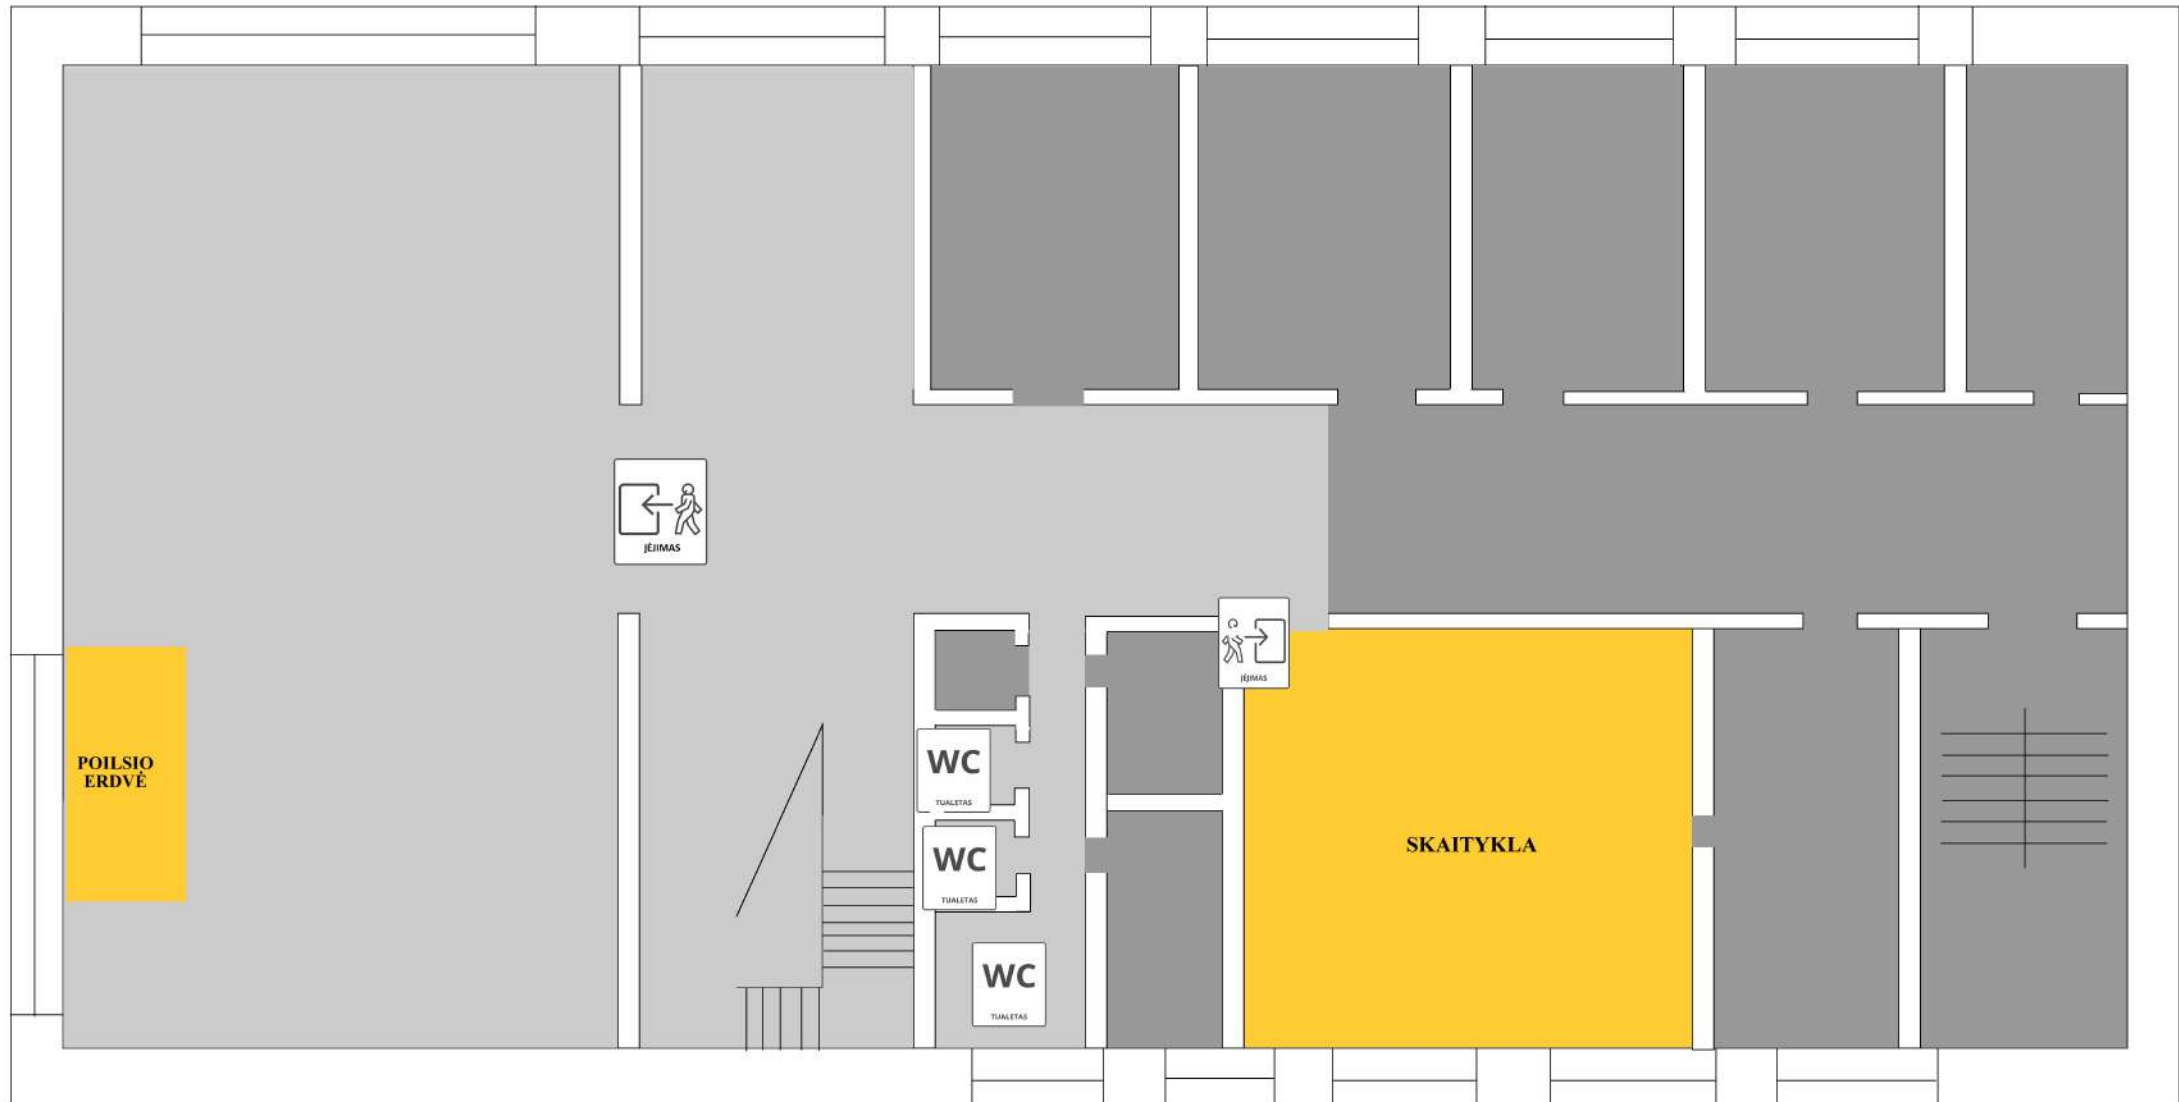 ĮĖJIMAS
ĮĖJIMAS
POILSIO
ERDVĖ
WC
TUALETAS
WC
TUALETAS
WC
TUALETAS
SKAITYKLA